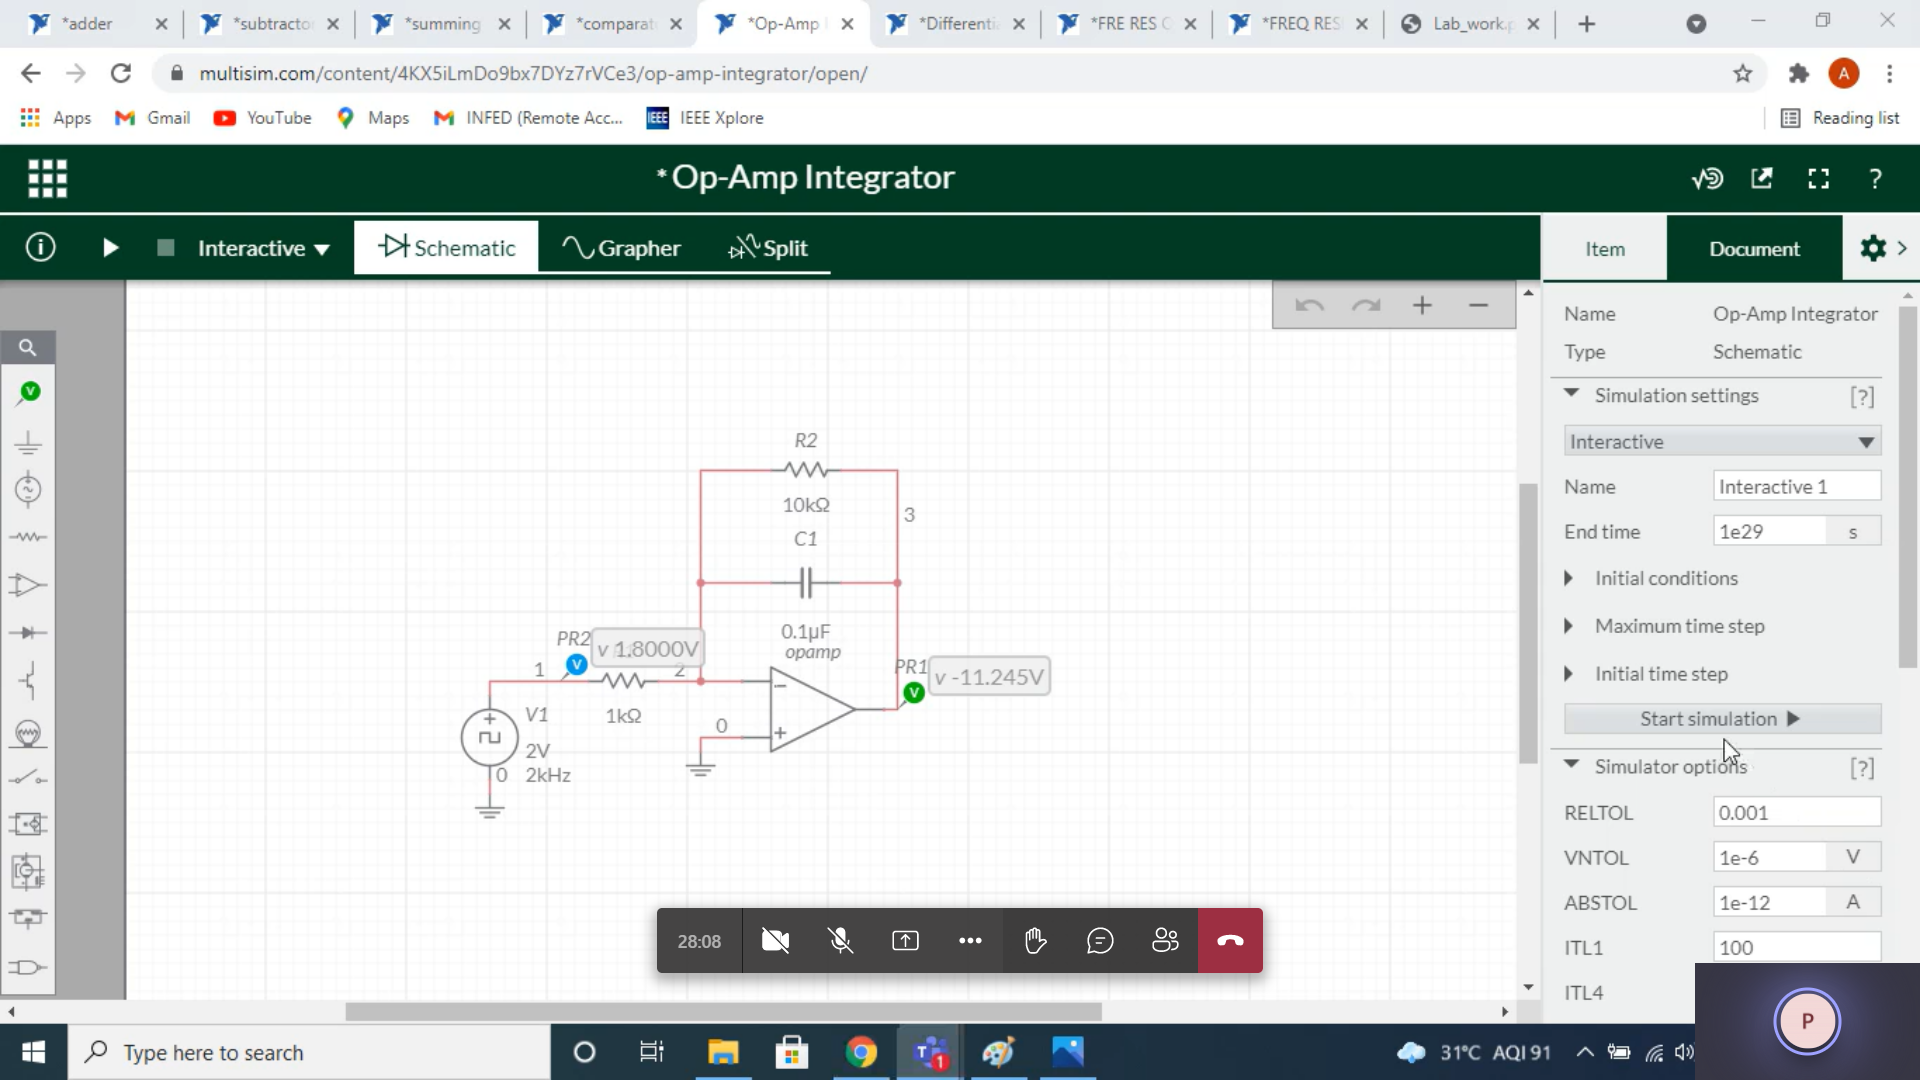 *adder
*subtracto
*summing
*comparat
*Op-Amp I
*Differenti
*FRE RES O
*FREQ RES
Lab_work.p
multisim.com/content/4KX5iLmDo9bx7DYz7rVCe3/op-amp-integrator/open/
A
Apps
Gmail
YouTube
Maps
INFED (Remote Acc...
IEEE
IEEE Xplore
Reading list
* Op-Amp Integrator
?
Interactive
Schematic
Grapher
Split
Item
Document
Name
Op-Amp Integrator
Type
Schematic
Simulation settings
[?]
Interactive
Name
Interactive 1
End time
1e29
s
Initial conditions
Maximum time step
Initial time step
Start simulation
Simulator options
[?]
RELTOL
0.001
VNTOL
1e-6
V
ABSTOL
1e-12
A
ITL1
100
ITL4
V
R2
10kΩ
3
C1
0.1μF
opamp
PR2
v 1.8000V
V
1
2
PR1
v -11.245V
V
V1
1kΩ
0
2V
0
2kHz
28:08
P
Type here to search
1
31°C AQI 91